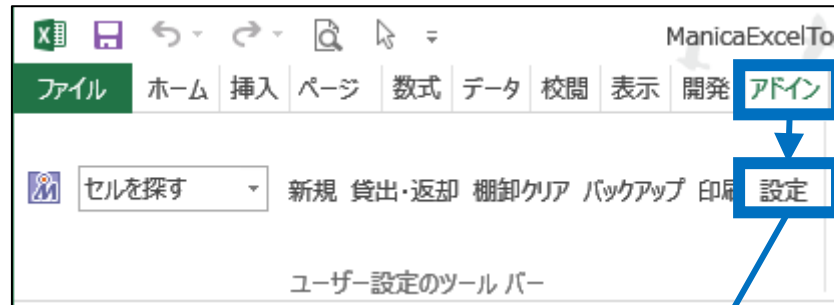 ManicaExcelTo
ファイル ホーム 挿入 ページ 数式 データ 校閲 表示 開発 アドイン
セルを探す 新規 貸出・返却 棚卸クリア バックアップ 印刷 設定
ユーザー設定のツール バー